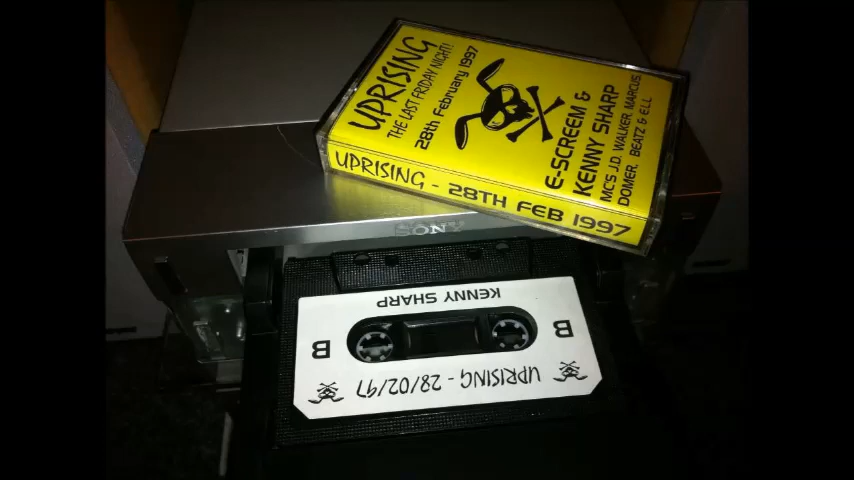 UPRISING
THE LAST FRIDAY NIGHT!
28th February 1997
E-SCREEM &
KENNY SHARP
MC'S J.D. WALKER, MARCUS,
DOMER, BEATZ & E.L.L
UPRISING - 28TH FEB 1997
SONY
KENNY SHARP
B B
UPRISING - 28/02/97